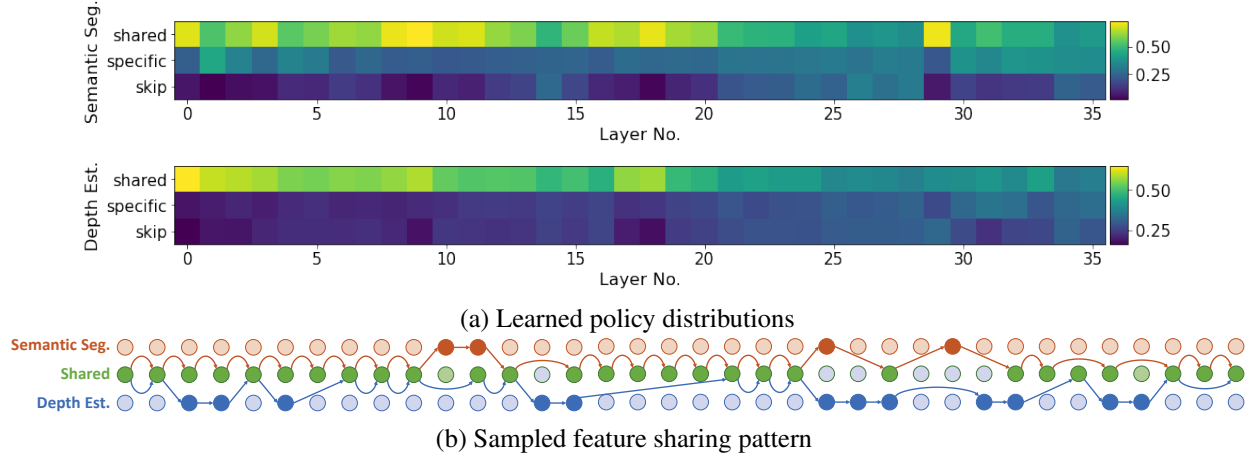 Semantic Seg.
shared
specific
skip
0.50
0.25
0 5 10 15 20 25 30 35
Layer No.
Depth Est.
shared
specific
skip
0.50
0.25
0 5 10 15 20 25 30 35
Layer No.
(a) Learned policy distributions
Semantic Seg.
Shared
Depth Est.
(b) Sampled feature sharing pattern